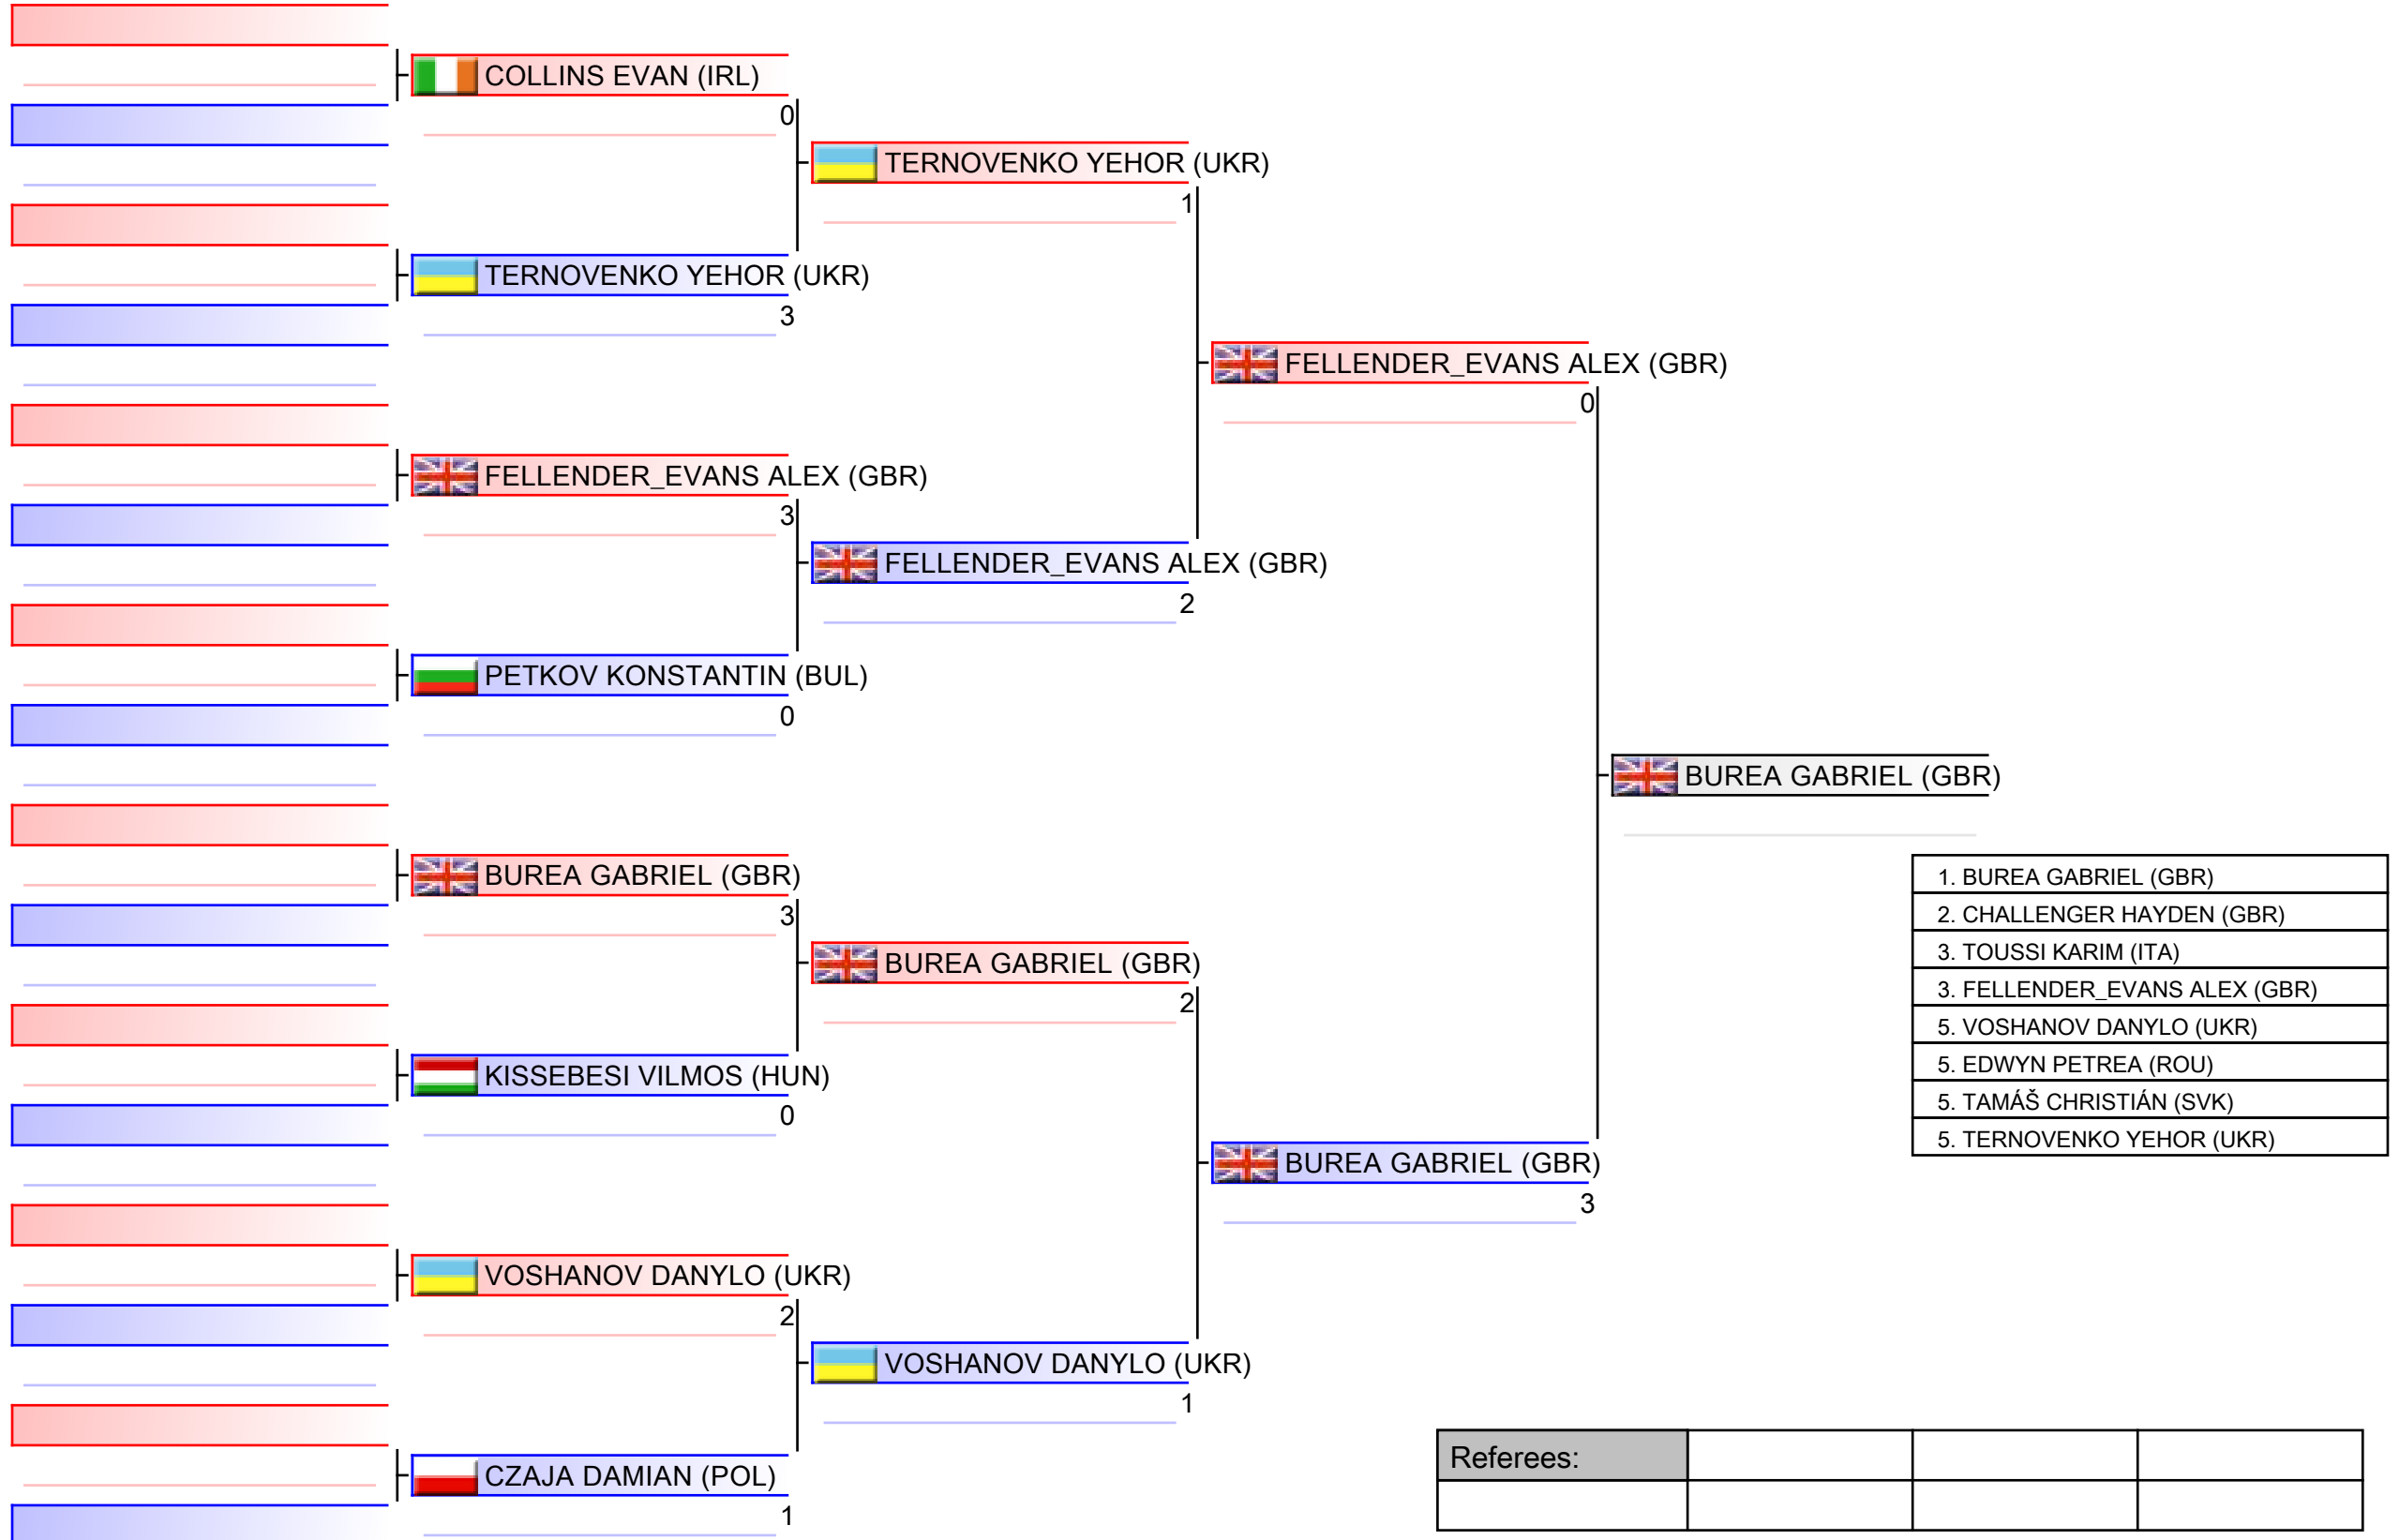 COLLINS EVAN (IRL)
0
TERNOVENKO YEHOR (UKR)
1
TERNOVENKO YEHOR (UKR)
3
FELLENDER_EVANS ALEX (GBR)
0
FELLENDER_EVANS ALEX (GBR)
3
FELLENDER_EVANS ALEX (GBR)
2
PETKOV KONSTANTIN (BUL)
0
BUREA GABRIEL (GBR)
BUREA GABRIEL (GBR)
3
BUREA GABRIEL (GBR)
2
KISSEBESI VILMOS (HUN)
0
BUREA GABRIEL (GBR)
3
VOSHANOV DANYLO (UKR)
2
VOSHANOV DANYLO (UKR)
1
CZAJA DAMIAN (POL)
1
1. BUREA GABRIEL (GBR)
2. CHALLENGER HAYDEN (GBR)
3. TOUSSI KARIM (ITA)
3. FELLENDER_EVANS ALEX (GBR)
5. VOSHANOV DANYLO (UKR)
5. EDWYN PETREA (ROU)
5. TAMÁŠ CHRISTIÁN (SVK)
5. TERNOVENKO YEHOR (UKR)
Referees: